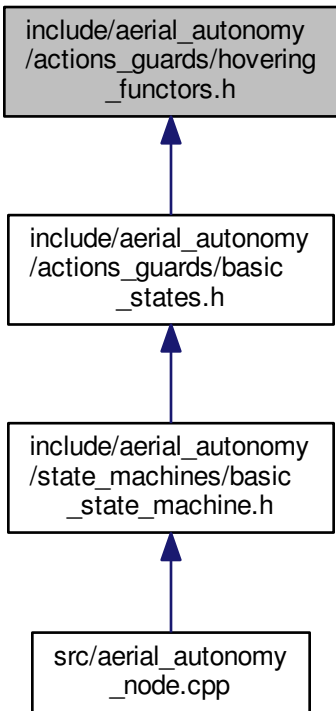 include/aerial_autonomy
/actions_guards/hovering
_functors.h
include/aerial_autonomy
/actions_guards/basic
_states.h
include/aerial_autonomy
/state_machines/basic
_state_machine.h
src/aerial_autonomy
_node.cpp